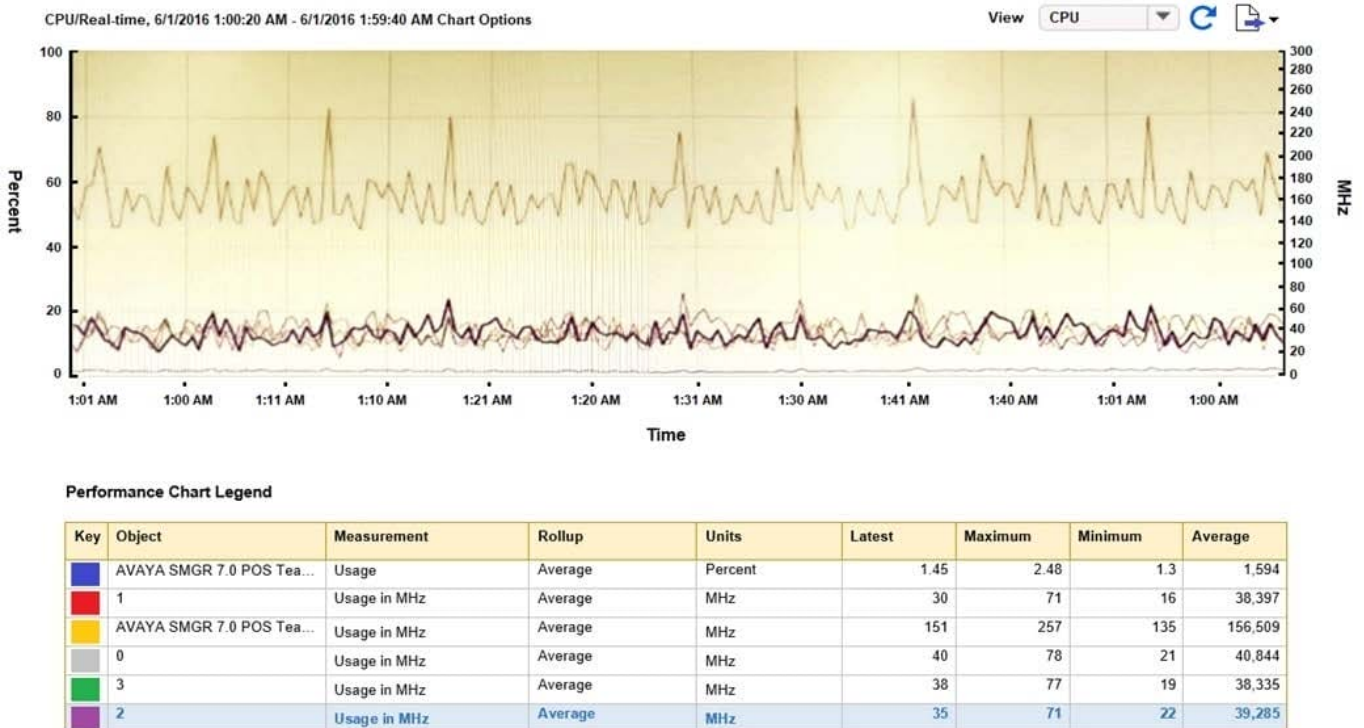 CPU/Real-time, 6/1/2016 1:00:20 AM - 6/1/2016 1:59:40 AM Chart Options
View CPU
100 300
280
260
80 240
220
200
60 180
160
140
40 120
100
80
20 60
40
20
0 0
Percent
MHz
1:01 AM 1:00 AM 1:11 AM 1:10 AM 1:21 AM 1:20 AM 1:31 AM 1:30 AM 1:41 AM 1:40 AM 1:01 AM 1:00 AM
Time
Performance Chart Legend
Key Object Measurement Rollup Units Latest Maximum Minimum Average
AVAYA SMGR 7.0 POS Tea... Usage Average Percent 1.45 2.48 1.3 1,594
1 Usage in MHz Average MHz 30 71 16 38,397
AVAYA SMGR 7.0 POS Tea... Usage in MHz Average MHz 151 257 135 156,509
0 Usage in MHz Average MHz 40 78 21 40,844
3 Usage in MHz Average MHz 38 77 19 38,335
2 Usage in MHz Average MHz 35 71 22 39,285